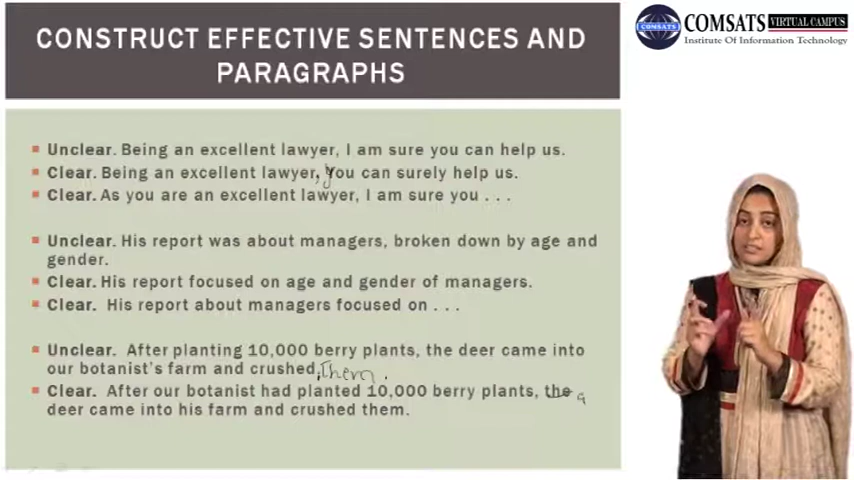 CONSTRUCT EFFECTIVE SENTENCES AND
PARAGRAPHS
COMSATS VIRTUAL CAMPUS
Institute Of Information Technology
COMSATS
Unclear. Being an excellent lawyer, I am sure you can help us.
Clear. Being an excellent lawyer, you can surely help us.
Clear. As you are an excellent lawyer, I am sure you . . .
Unclear. His report was about managers, broken down by age and
gender.
Clear. His report focused on age and gender of managers.
Clear. His report about managers focused on . . .
Unclear. After planting 10,000 berry plants, the deer came into
our botanist's farm and crushed Them.
Clear. After our botanist had planted 10,000 berry plants, the
deer came into his farm and crushed them.